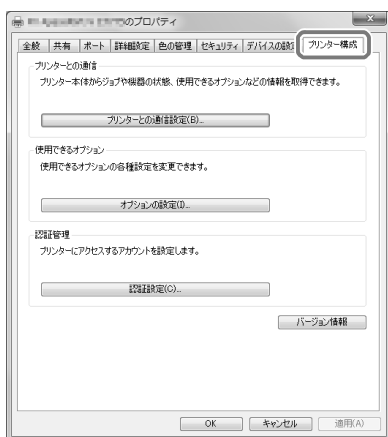 のプロパティ
全般 共有 ポート 詳細設定 色の管理 セキュリティ デバイスの設定 プリンター構成
プリンターとの通信
プリンター本体からジョブや機器の状態、使用できるオプションなどの情報を取得できます。
プリンターとの通信設定(B)...
使用できるオプション
使用できるオプションの各種設定を変更できます。
オプションの設定(I)...
認証管理
プリンターにアクセスするアカウントを設定します。
認証設定(C)...
バージョン情報
OK キャンセル 適用(A)